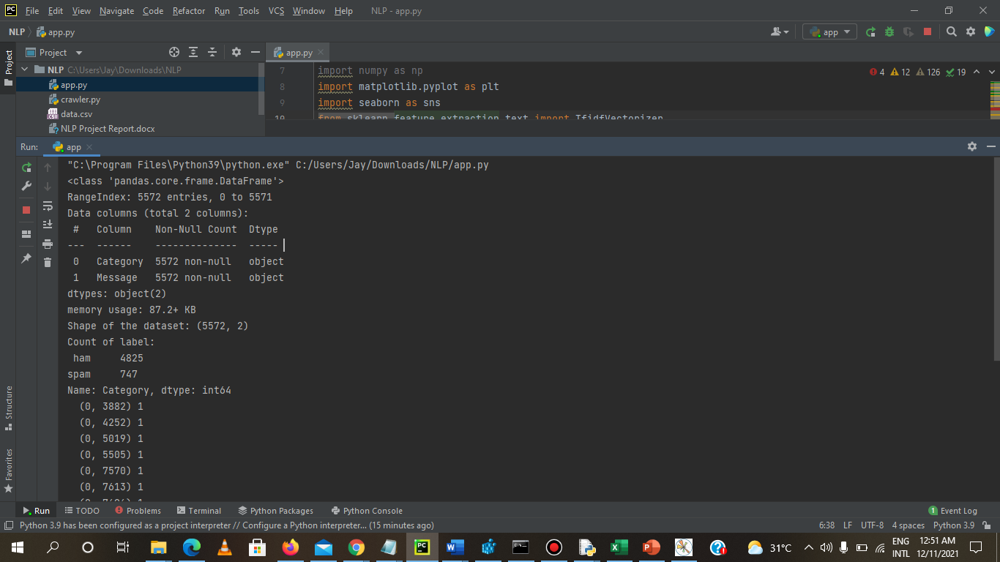 File Edit View Navigate Code Refactor Run Tools VCS Window Help NLP - app.py
NLP app.py
app
Project
Project
app.py
NLP C:\Users\Jay\Downloads\NLP
app.py
crawler.py
data.csv
NLP Project Report.docx
7 import numpy as np
8 import matplotlib.pyplot as plt
9 import seaborn as sns
10 from sklearn.feature_extraction.text import TfidfVectorizer
4 12 126 19
Run: app
"C:\Program Files\Python39\python.exe" C:/Users/Jay/Downloads/NLP/app.py
<class 'pandas.core.frame.DataFrame'>
RangeIndex: 5572 entries, 0 to 5571
Data columns (total 2 columns):
 #   Column    Non-Null Count  Dtype
---  ------    --------------  -----
 0   Category  5572 non-null   object
 1   Message   5572 non-null   object
dtypes: object(2)
memory usage: 87.2+ KB
Shape of the dataset: (5572, 2)
Count of label:
 ham     4825
spam     747
Name: Category, dtype: int64
  (0, 3882) 1
  (0, 4252) 1
  (0, 5019) 1
  (0, 5505) 1
  (0, 7570) 1
  (0, 7613) 1
Structure
Favorites
Run TODO Problems Terminal Python Packages Python Console 1 Event Log
Python 3.9 has been configured as a project interpreter // Configure a Python interpreter... (15 minutes ago) 6:38 LF UTF-8 4 spaces Python 3.9
31°C ENG 12:51 AM
INTL 12/11/2021